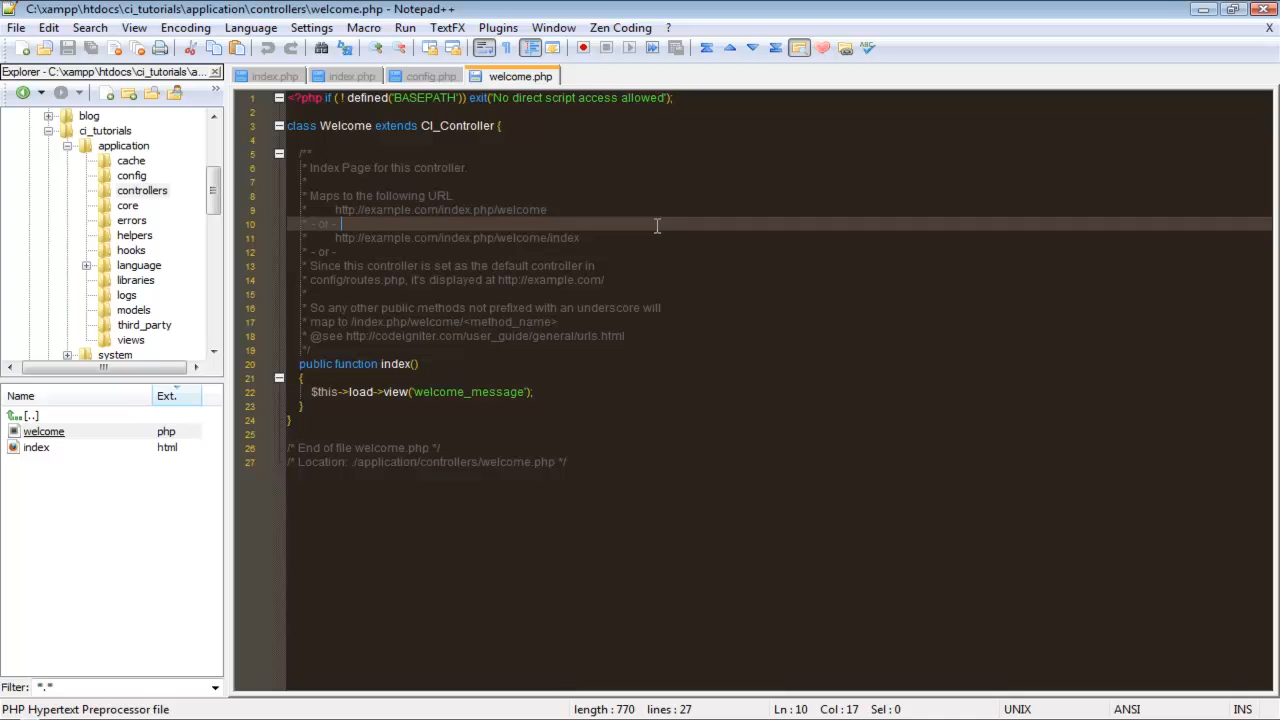 C:\xampp\htdocs\ci_tutorials\application\controllers\welcome.php - Notepad++
File Edit Search View Encoding Language Settings Macro Run TextFX Plugins Window Zen Coding ? X
Explorer - C:\xampp\htdocs\ci_tutorials\a...
index.php index.php config.php welcome.php
blog
ci_tutorials
application
cache
config
controllers
core
errors
helpers
hooks
language
libraries
logs
models
third_party
views
system
Name Ext.
[..]
welcome php
index html
Filter: *.*
1 <?php if ( ! defined('BASEPATH')) exit('No direct script access allowed');
2
3 class Welcome extends CI_Controller {
4
5 /**
6 * Index Page for this controller.
7 *
8 * Maps to the following URL
9 * http://example.com/index.php/welcome
10 * - or -
11 * http://example.com/index.php/welcome/index
12 * - or -
13 * Since this controller is set as the default controller in
14 * config/routes.php, it's displayed at http://example.com/
15 *
16 * So any other public methods not prefixed with an underscore will
17 * map to /index.php/welcome/<method_name>
18 * @see http://codeigniter.com/user_guide/general/urls.html
19 */
20 public function index()
21 {
22 $this->load->view('welcome_message');
23 }
24 }
25
26 /* End of file welcome.php */
27 /* Location: ./application/controllers/welcome.php */
PHP Hypertext Preprocessor file length : 770 lines : 27 Ln : 10 Col : 17 Sel : 0 UNIX ANSI INS